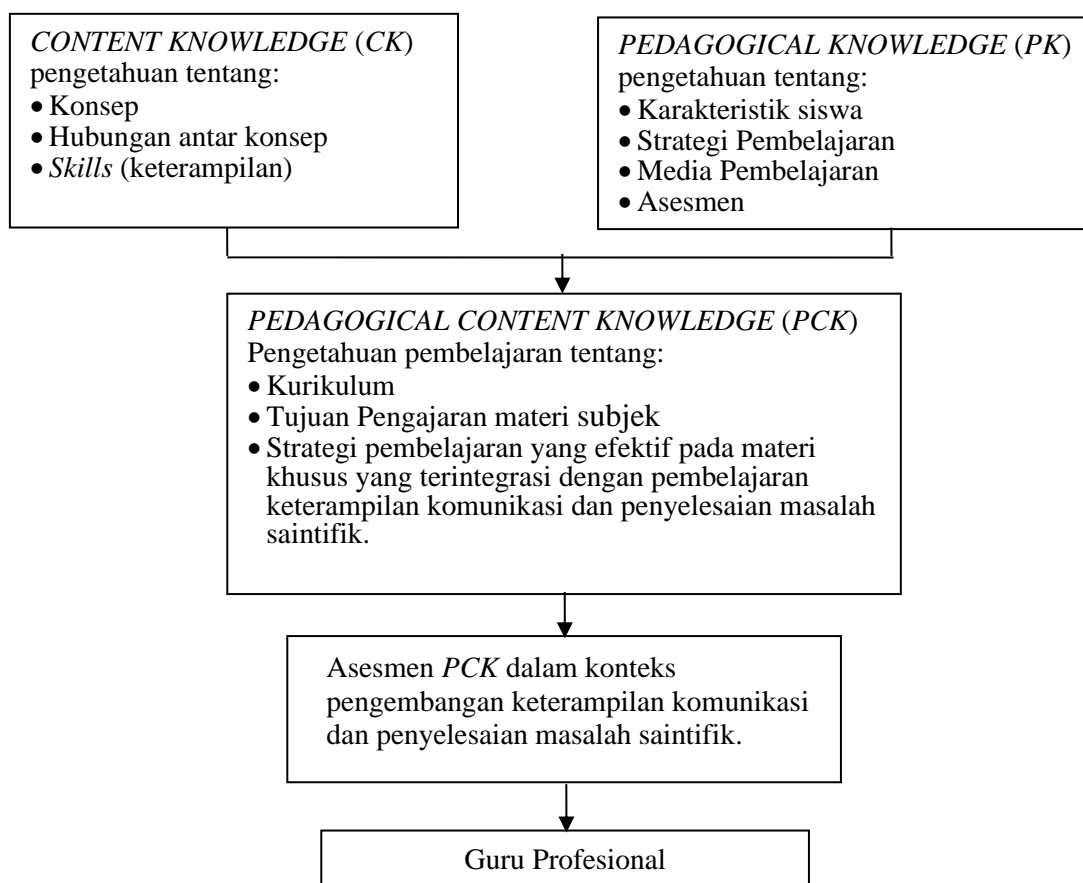 CONTENT KNOWLEDGE (CK)
pengetahuan tentang:
• Konsep
• Hubungan antar konsep
• Skills (keterampilan)
PEDAGOGICAL KNOWLEDGE (PK)
pengetahuan tentang:
• Karakteristik siswa
• Strategi Pembelajaran
• Media Pembelajaran
• Asesmen
PEDAGOGICAL CONTENT KNOWLEDGE (PCK)
Pengetahuan pembelajaran tentang:
• Kurikulum
• Tujuan Pengajaran materi subjek
• Strategi pembelajaran yang efektif pada materi
khusus yang terintegrasi dengan pembelajaran
keterampilan komunikasi dan penyelesaian masalah
saintifik.
Asesmen PCK dalam konteks
pengembangan keterampilan komunikasi
dan penyelesaian masalah saintifik.
Guru Profesional